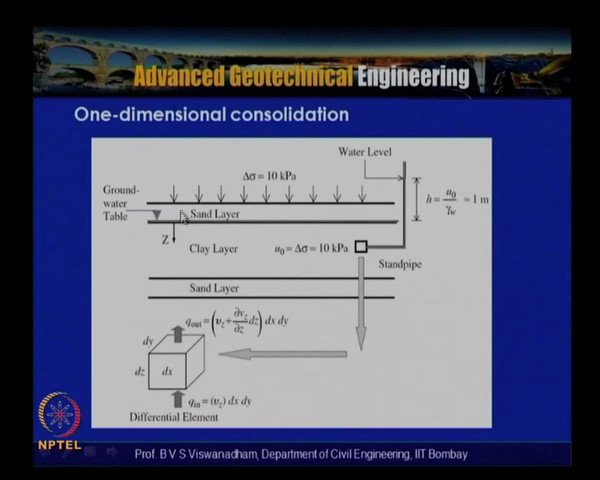 Advanced Geotechnical Engineering
One-dimensional consolidation
Water Level
Δσ = 10 kPa
Ground-
water
Table
h = u₀/γw ≈ 1 m
Sand Layer
Z
Clay Layer
u₀ = Δσ = 10 kPa
Standpipe
Sand Layer
qout = (vz + ∂vz/∂z dz) dx dy
dy
dz
dx
qin = (vz) dx dy
Differential Element
NPTEL
Prof. B V S Viswanadham, Department of Civil Engineering, IIT Bombay